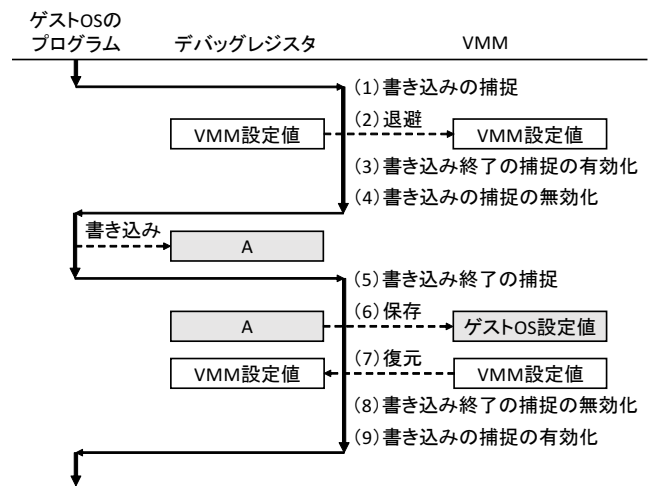 ゲストOSの
プログラム
デバッグレジスタ
VMM
(1)書き込みの捕捉
(2)退避
VMM設定値
VMM設定値
(3)書き込み終了の捕捉の有効化
(4)書き込みの捕捉の無効化
書き込み
A
(5)書き込み終了の捕捉
(6)保存
A
ゲストOS設定値
(7)復元
VMM設定値
VMM設定値
(8)書き込み終了の捕捉の無効化
(9)書き込みの捕捉の有効化